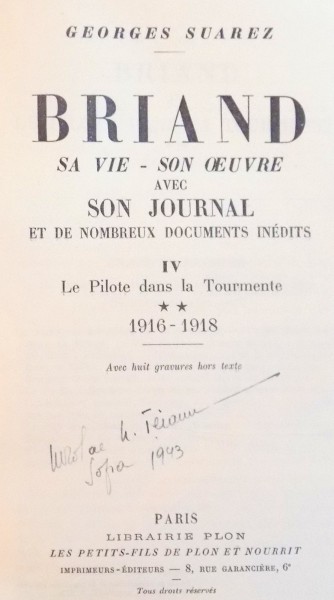 GEORGES SUAREZ
BRIAND
SA VIE - SON ŒUVRE
AVEC
SON JOURNAL
ET DE NOMBREUX DOCUMENTS INÉDITS
IV
Le Pilote dans la Tourmente
★ ★
1916-1918
Avec huit gravures hors texte
Sofia 1943
PARIS
LIBRAIRIE PLON
LES PETITS-FILS DE PLON ET NOURRIT
IMPRIMEURS-ÉDITEURS — 8, RUE GARANCIÈRE, 6e
Tous droits réservés